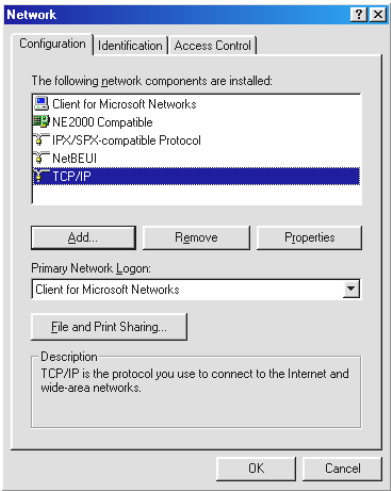 Network
Configuration Identification Access Control
The following network components are installed:
Client for Microsoft Networks
NE2000 Compatible
IPX/SPX-compatible Protocol
NetBEUI
TCP/IP
Add... Remove Properties
Primary Network Logon:
Client for Microsoft Networks
File and Print Sharing...
Description
TCP/IP is the protocol you use to connect to the Internet and
wide-area networks.
OK Cancel